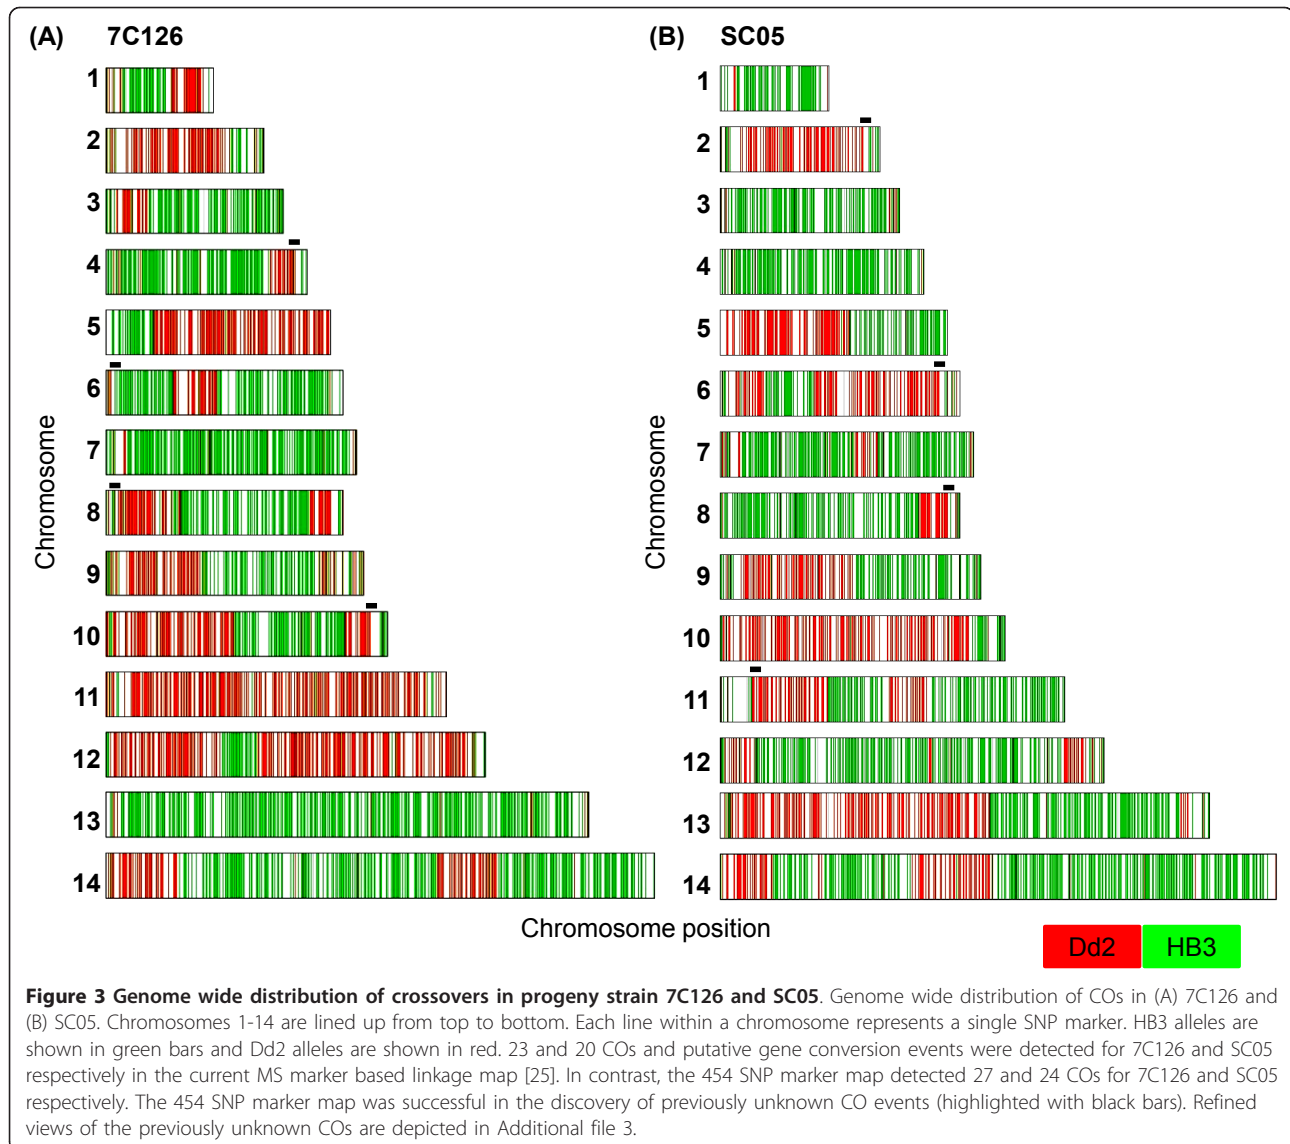 (A) 7C126
(B) SC05
1
2
3
4
5
6
7
8
9
10
11
12
13
14
Chromosome
1
2
3
4
5
6
7
8
9
10
11
12
13
14
Chromosome
Chromosome position
Dd2 HB3
Figure 3 Genome wide distribution of crossovers in progeny strain 7C126 and SC05. Genome wide distribution of COs in (A) 7C126 and
(B) SC05. Chromosomes 1-14 are lined up from top to bottom. Each line within a chromosome represents a single SNP marker. HB3 alleles are
shown in green bars and Dd2 alleles are shown in red. 23 and 20 COs and putative gene conversion events were detected for 7C126 and SC05
respectively in the current MS marker based linkage map [25]. In contrast, the 454 SNP marker map detected 27 and 24 COs for 7C126 and SC05
respectively. The 454 SNP marker map was successful in the discovery of previously unknown CO events (highlighted with black bars). Refined
views of the previously unknown COs are depicted in Additional file 3.